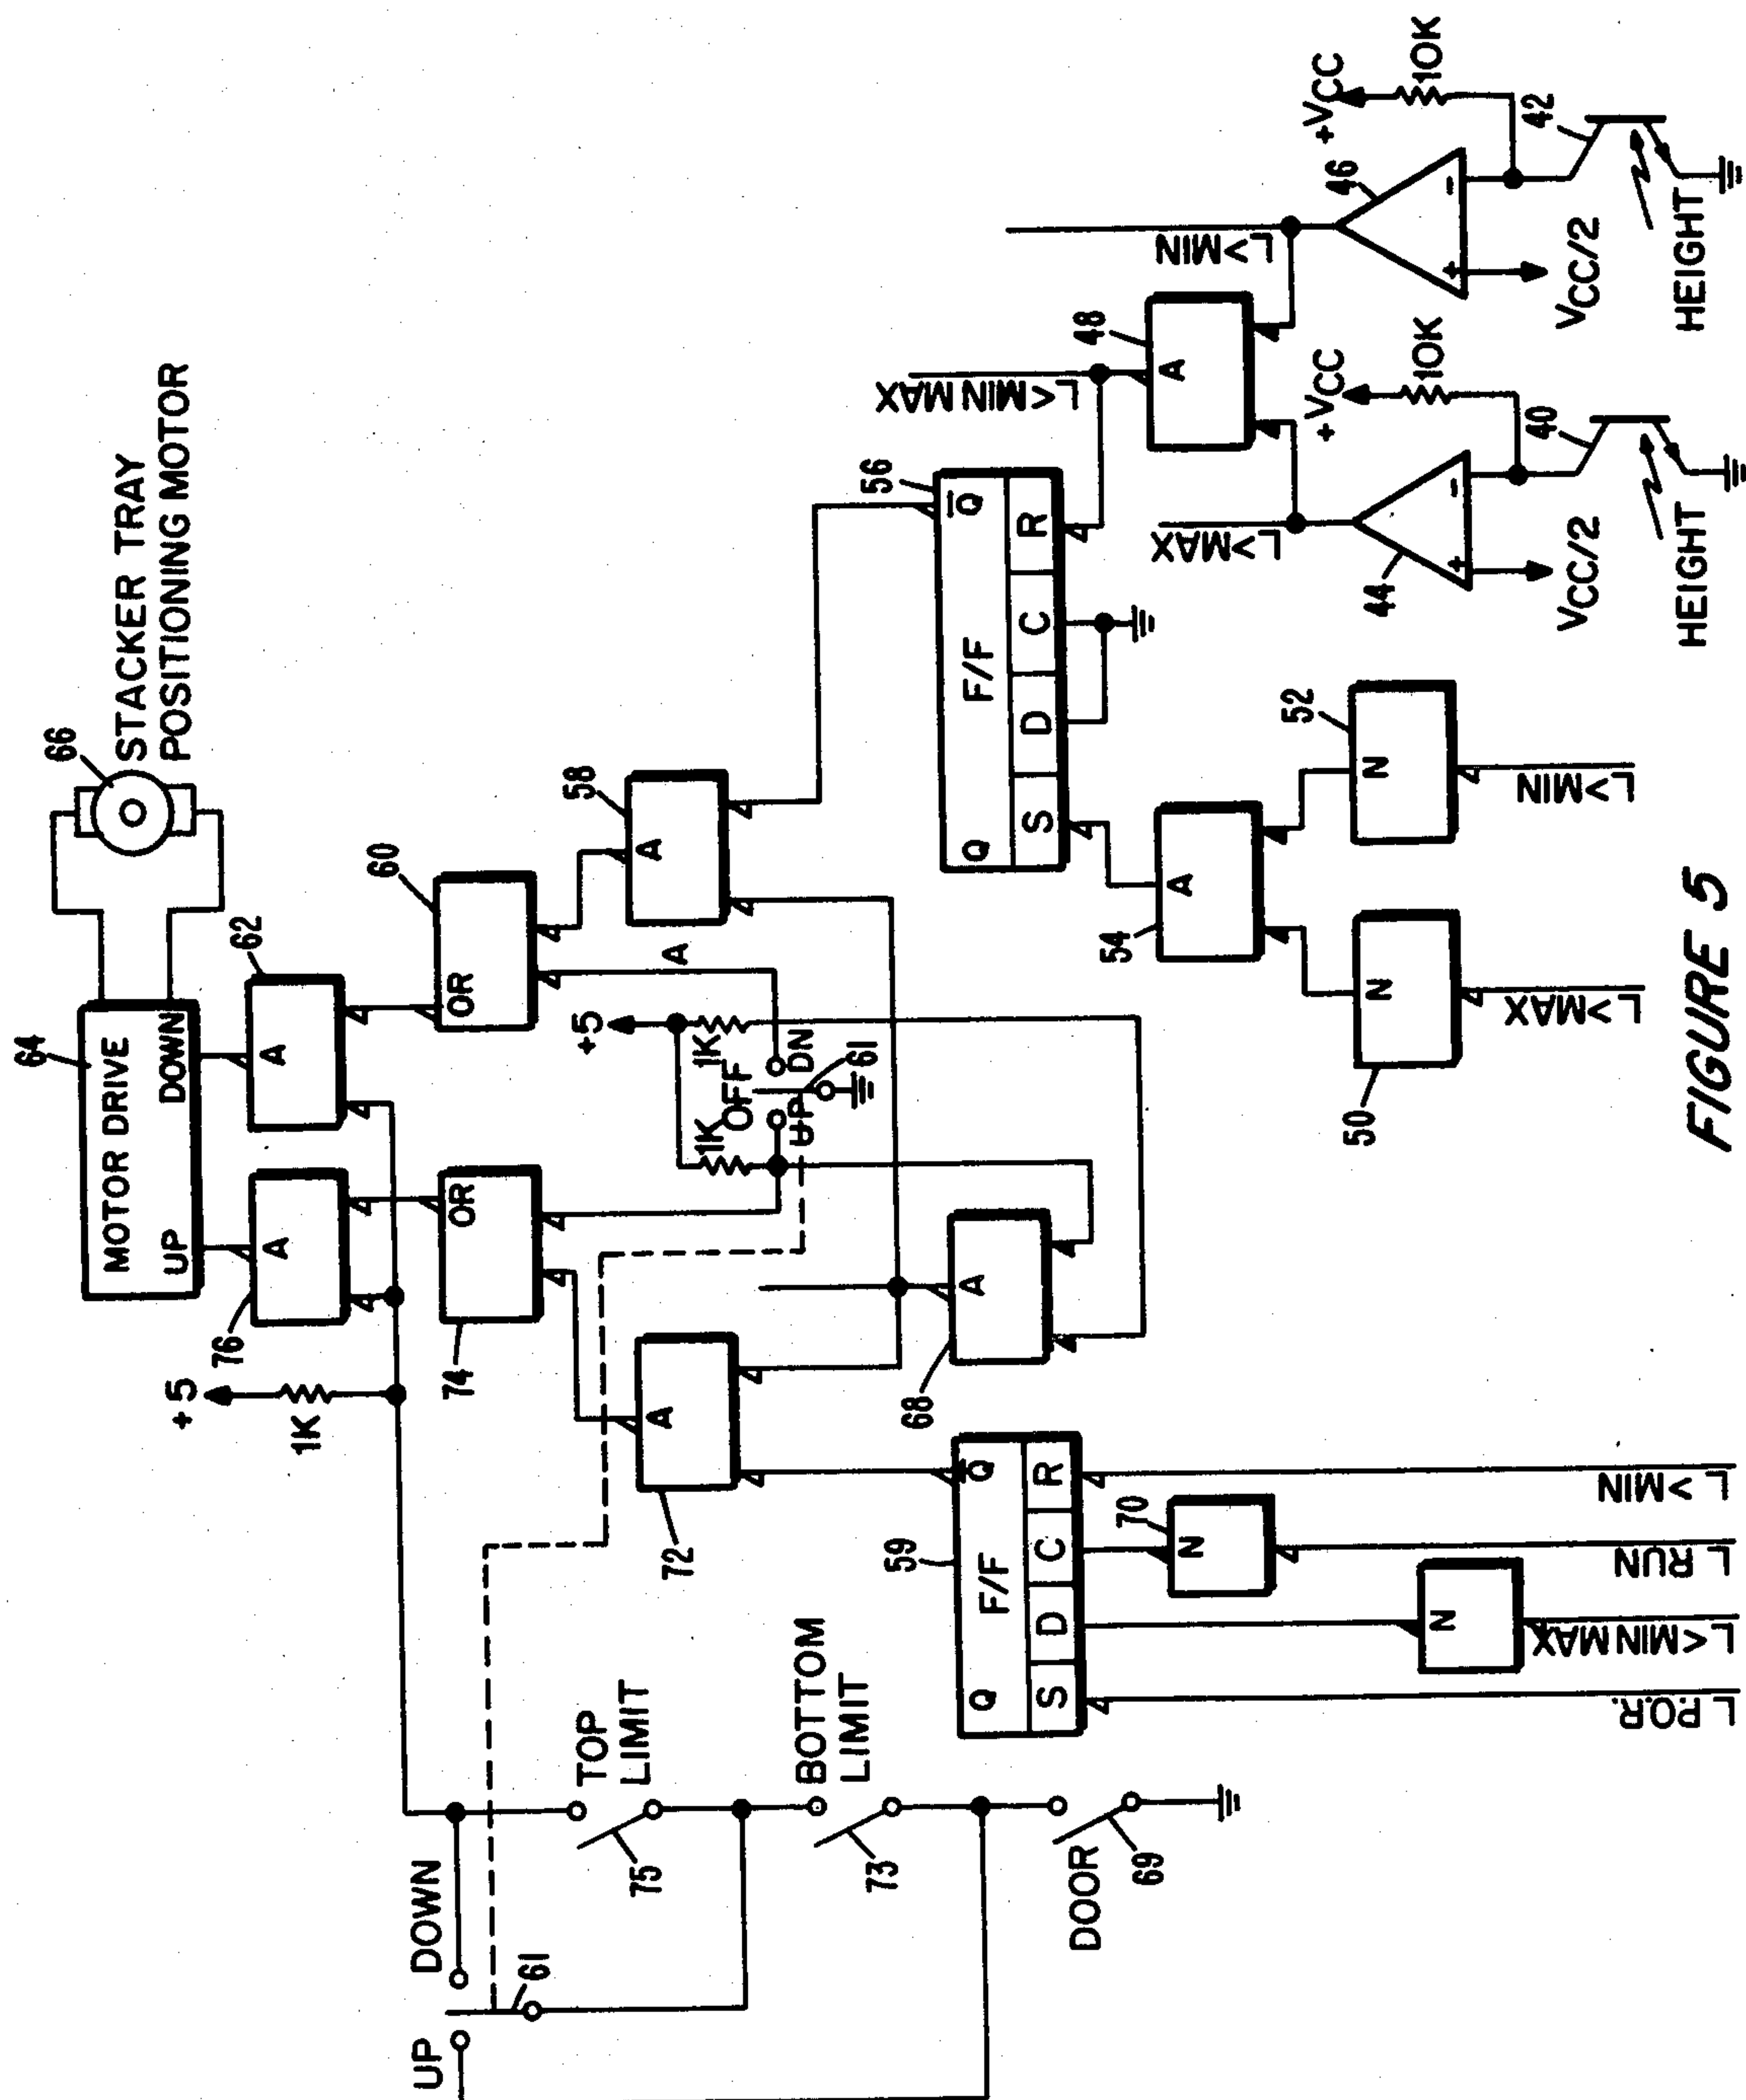 66
STACKER TRAY
POSITIONING MOTOR
64
MOTOR DRIVE
UP
DOWN
62
A
76
A
+5
1K
60
OR
74
OR
58
A
A
+5
1K
1K
OFF
UP
DN
61
72
A
68
A
56
Q
F/F
Q̅
S
D
C
R
L<MIN MAX
48
A
L>MIN
46
-
+
+VCC
10K
42
VCC/2
HEIGHT
L>MAX
44
-
+
+VCC
10K
40
VCC/2
HEIGHT
54
A
52
N
L>MIN
50
N
L>MAX
59
Q
F/F
Q̅
S
D
C
R
70
N
N
L P.O.R.
L<MIN MAX
L RUN
L >MIN
UP
DOWN
61
TOP
LIMIT
75
BOTTOM
LIMIT
73
DOOR
69
FIGURE 5